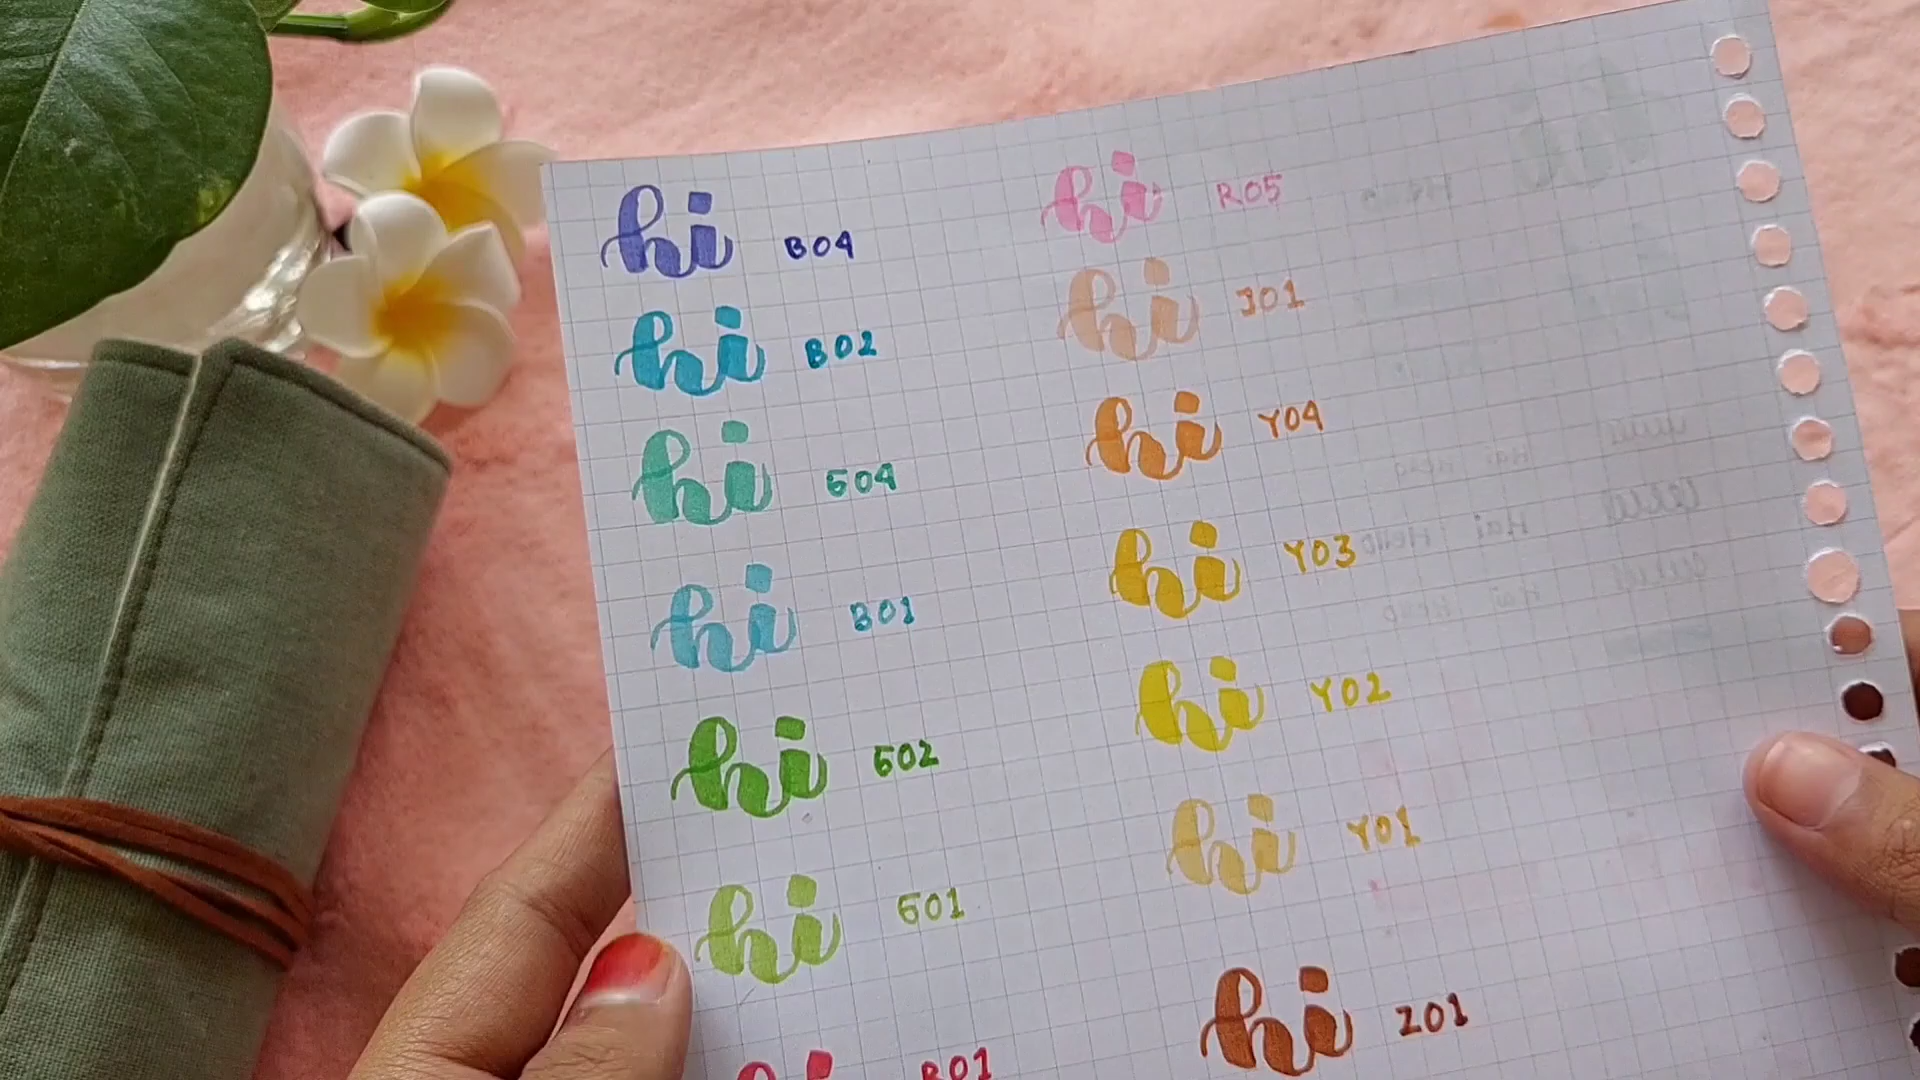 hi B04
hi B02
hi G04
hi B01
hi G02
hi G01
hi R01
hi R05
hi J01
hi Y04
hi Y03
hi Y02
hi Y01
hi Z01